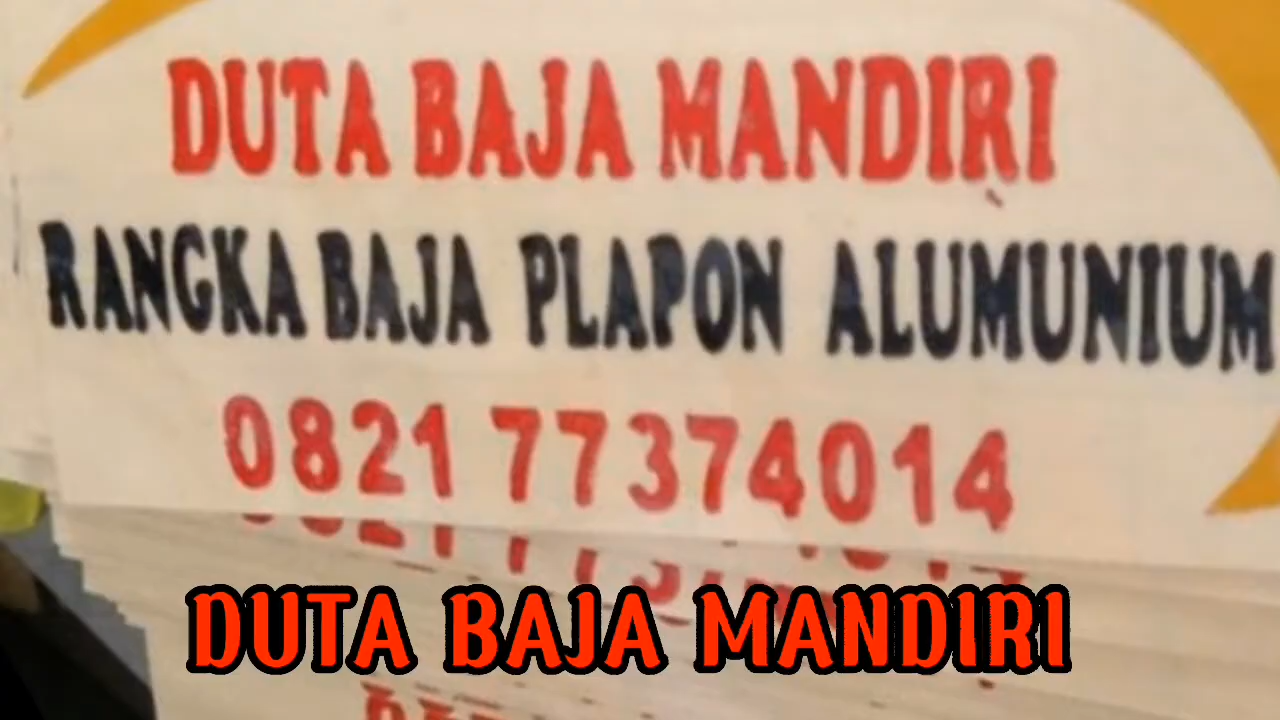 DUTA BAJA MANDIRI
RANGKA BAJA PLAPON ALUMUNIUM
0821 77374014
DUTA BAJA MANDIRI